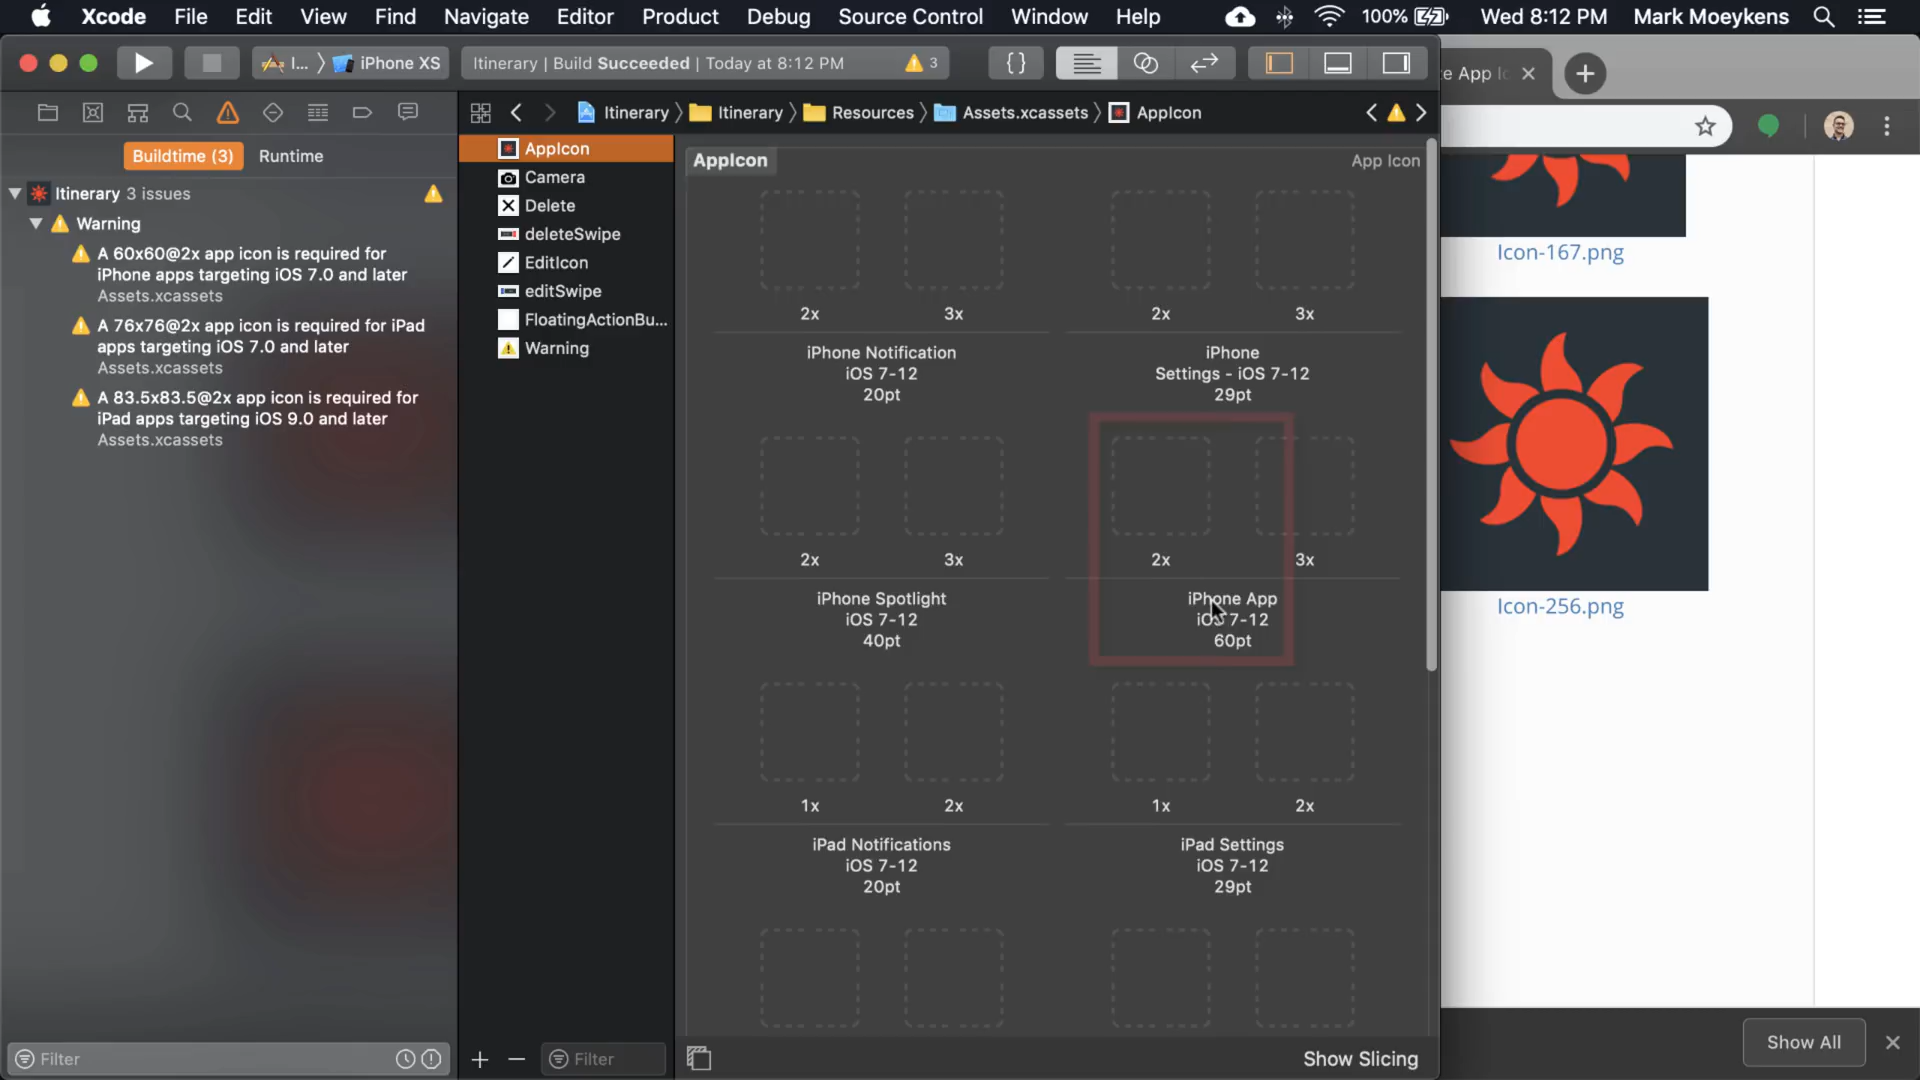 Xcode File Edit View Find Navigate Editor Product Debug Source Control Window Help 100% Wed 8:12 PM Mark Moeykens
I... iPhone XS
Itinerary | Build Succeeded | Today at 8:12 PM 3
{ }
e App Ic
Itinerary Itinerary Resources Assets.xcassets AppIcon
Buildtime (3) Runtime
Itinerary 3 issues
Warning
A 60x60@2x app icon is required for
iPhone apps targeting iOS 7.0 and later
Assets.xcassets
A 76x76@2x app icon is required for iPad
apps targeting iOS 7.0 and later
Assets.xcassets
A 83.5x83.5@2x app icon is required for
iPad apps targeting iOS 9.0 and later
Assets.xcassets
Filter
AppIcon
Camera
Delete
deleteSwipe
EditIcon
editSwipe
FloatingActionBu...
Warning
Filter
AppIcon App Icon
2x 3x 2x 3x
iPhone Notification
iOS 7-12
20pt
iPhone
Settings - iOS 7-12
29pt
2x 3x 2x 3x
iPhone Spotlight
iOS 7-12
40pt
iPhone App
iOS 7-12
60pt
1x 2x 1x 2x
iPad Notifications
iOS 7-12
20pt
iPad Settings
iOS 7-12
29pt
Show Slicing
Icon-167.png
Icon-256.png
Show All